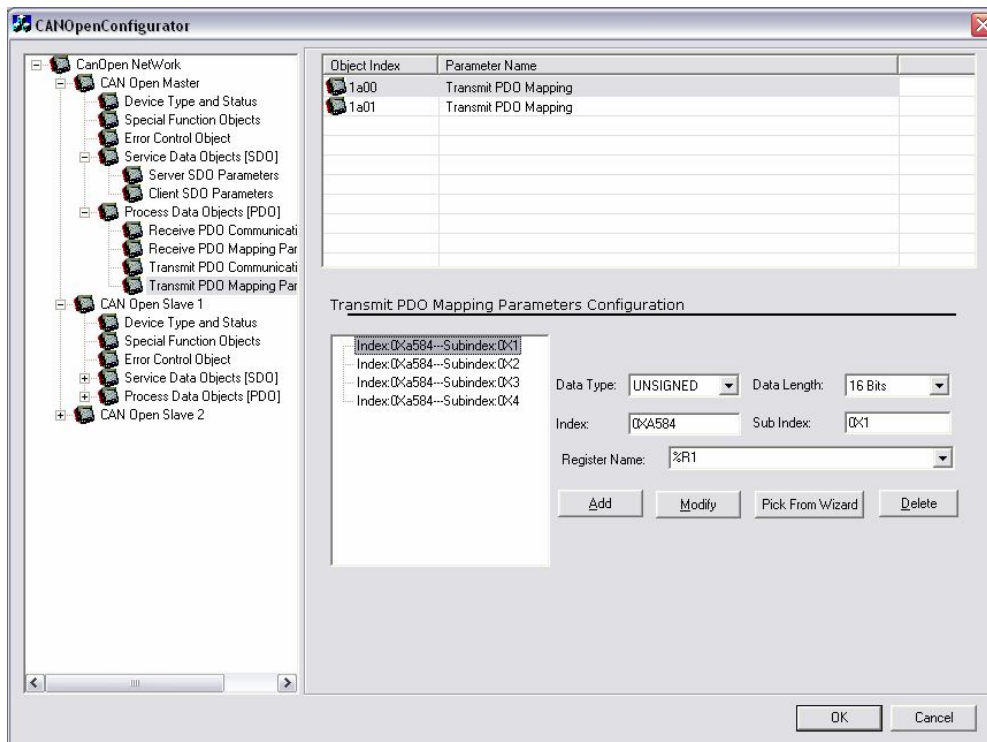 CANOpenConfigurator
CanOpen NetWork
CAN Open Master
Device Type and Status
Special Function Objects
Error Control Object
Service Data Objects [SDO]
Server SDO Parameters
Client SDO Parameters
Process Data Objects [PDO]
Receive PDO Communicati
Receive PDO Mapping Par
Transmit PDO Communicati
Transmit PDO Mapping Par
CAN Open Slave 1
Device Type and Status
Special Function Objects
Error Control Object
Service Data Objects [SDO]
Process Data Objects [PDO]
CAN Open Slave 2
Object Index Parameter Name
1a00 Transmit PDO Mapping
1a01 Transmit PDO Mapping
Transmit PDO Mapping Parameters Configuration
Index:0Xa584---Subindex:0X1
Index:0Xa584---Subindex:0X2
Index:0Xa584---Subindex:0X3
Index:0Xa584---Subindex:0X4
Data Type: UNSIGNED Data Length: 16 Bits
Index: 0XA584 Sub Index: 0X1
Register Name: %R1
Add Modify Pick From Wizard Delete
OK Cancel